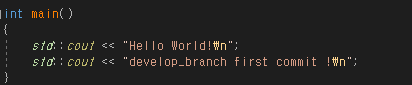 int main()
{
    std::cout << "Hello World!₩n";
    std::cout << "develop_branch first commit !₩n";
}